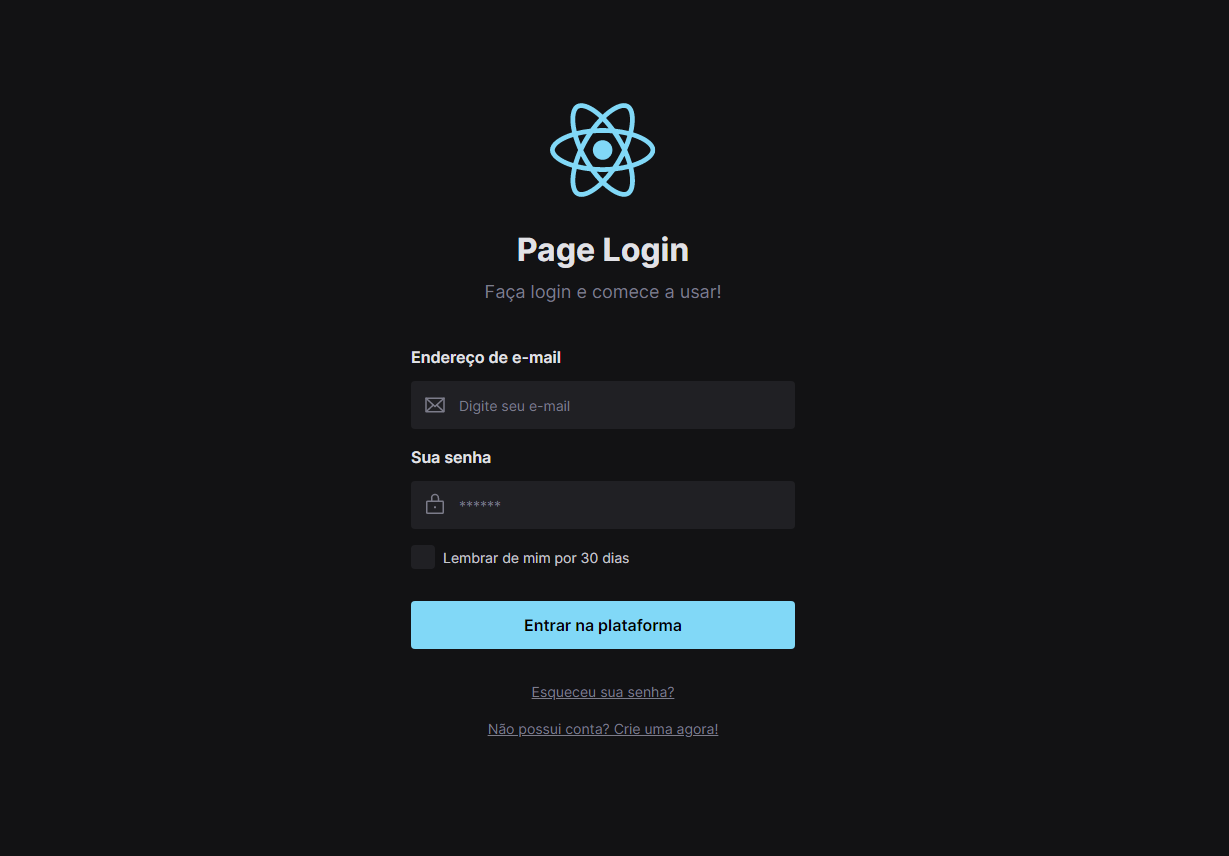 Page Login
Faça login e comece a usar!
Endereço de e-mail
Digite seu e-mail
Sua senha
******
Lembrar de mim por 30 dias
Entrar na plataforma
Esqueceu sua senha?
Não possui conta? Crie uma agora!